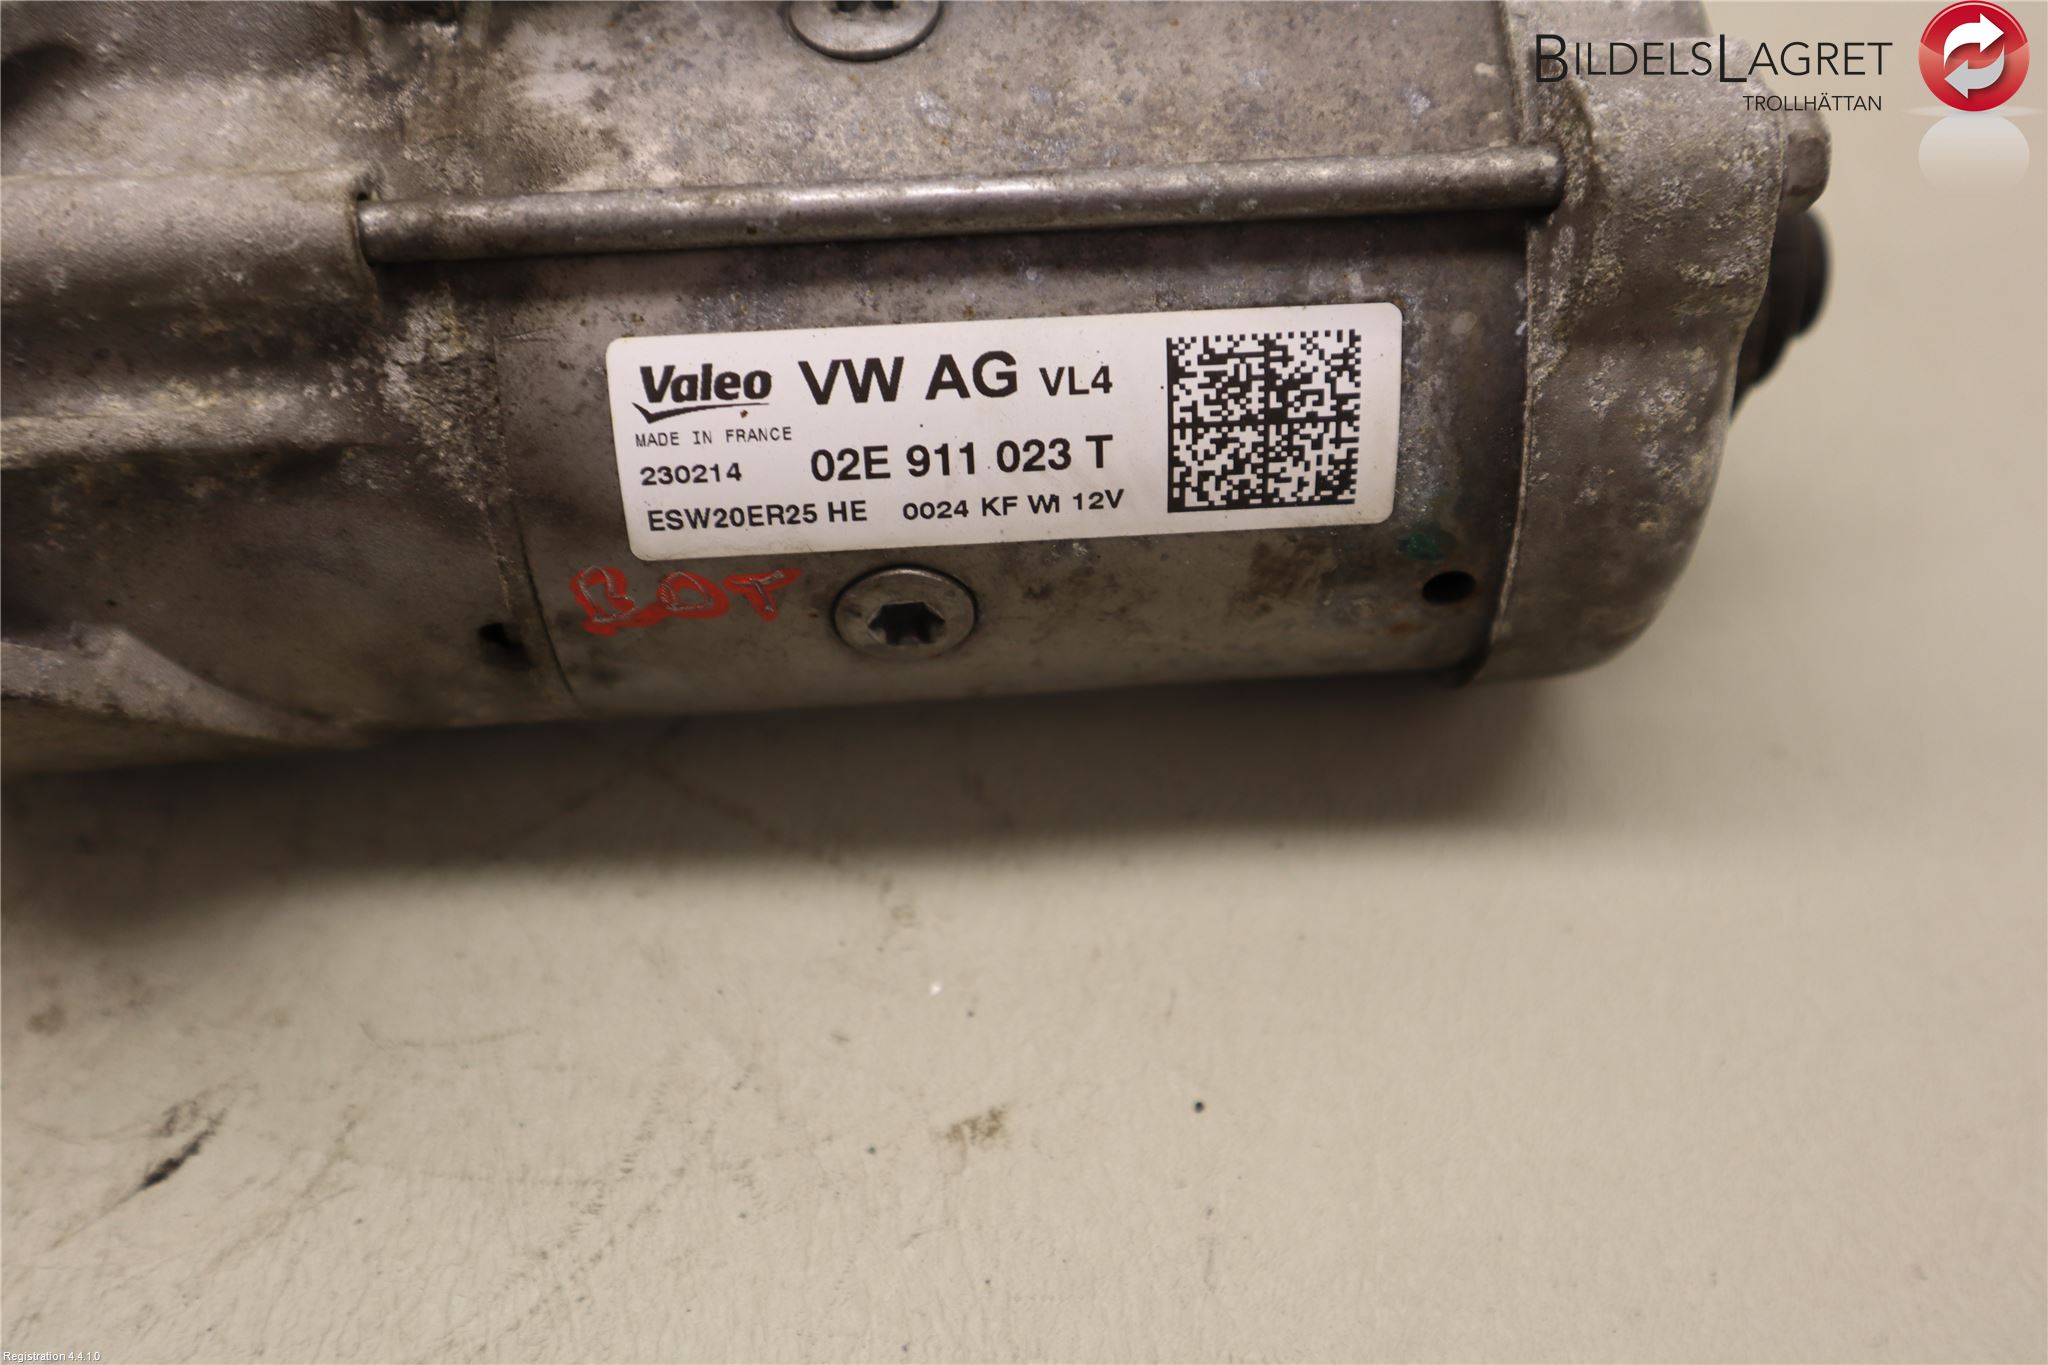 BILDELSLAGRET
TROLLHÄTTAN
Valeo VW AG VL4
MADE IN FRANCE
230214 02E 911 023 T
ESW20ER25 HE 0024 KF WI 12V
BOT
Registration 4.4.1.0